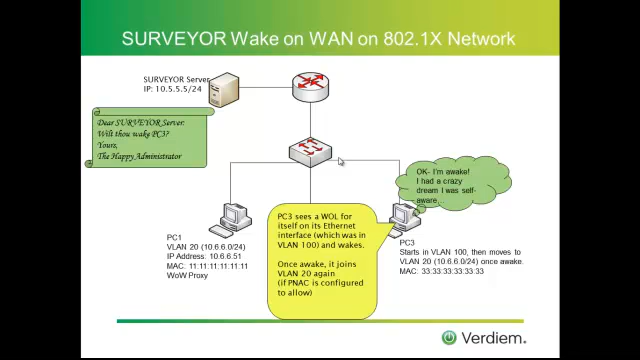 SURVEYOR Wake on WAN on 802.1X Network
SURVEYOR Server
IP: 10.5.5.5/24
Dear SURVEYOR Server:
Wilt thou wake PC3?
Yours,
The Happy Administrator
OK- I'm awake!
I had a crazy
dream I was self-
aware…
PC1
VLAN 20 (10.6.6.0/24)
IP Address: 10.6.6.51
MAC: 11:11:11:11:11:11
WoW Proxy
PC3 sees a WOL for
itself on its Ethernet
interface (which was in
VLAN 100) and wakes.
Once awake, it joins
VLAN 20 again
(if PNAC is configured
to allow)
PC3
Starts in VLAN 100, then moves to
VLAN 20 (10.6.6.0/24) once awake.
MAC: 33:33:33:33:33:33
Verdiem.